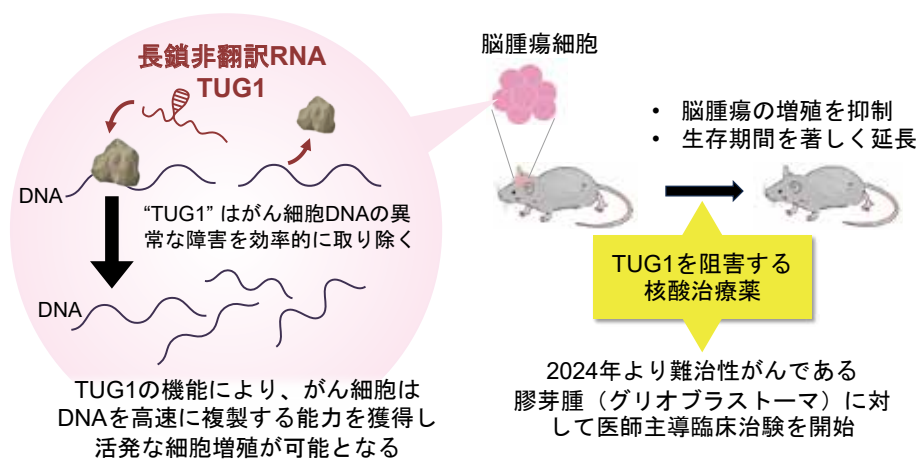 長鎖非翻訳RNA
TUG1
DNA
“TUG1” はがん細胞DNAの異
常な障害を効率的に取り除く
DNA
TUG1の機能により、がん細胞は
DNAを高速に複製する能力を獲得し
活発な細胞増殖が可能となる
脳腫瘍細胞
• 脳腫瘍の増殖を抑制
• 生存期間を著しく延長
TUG1を阻害する
核酸治療薬
2024年より難治性がんである
膠芽腫（グリオブラストーマ）に対
して医師主導臨床治験を開始